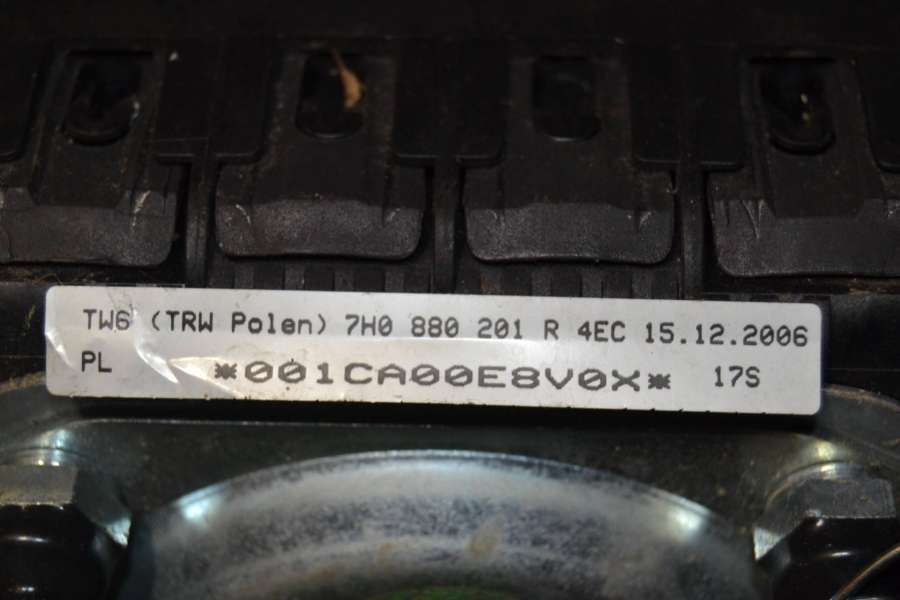 TW6 (TRW Polen) 7H0 880 201 R 4EC 15.12.2006
PL *001CA00E8V0X* 17S